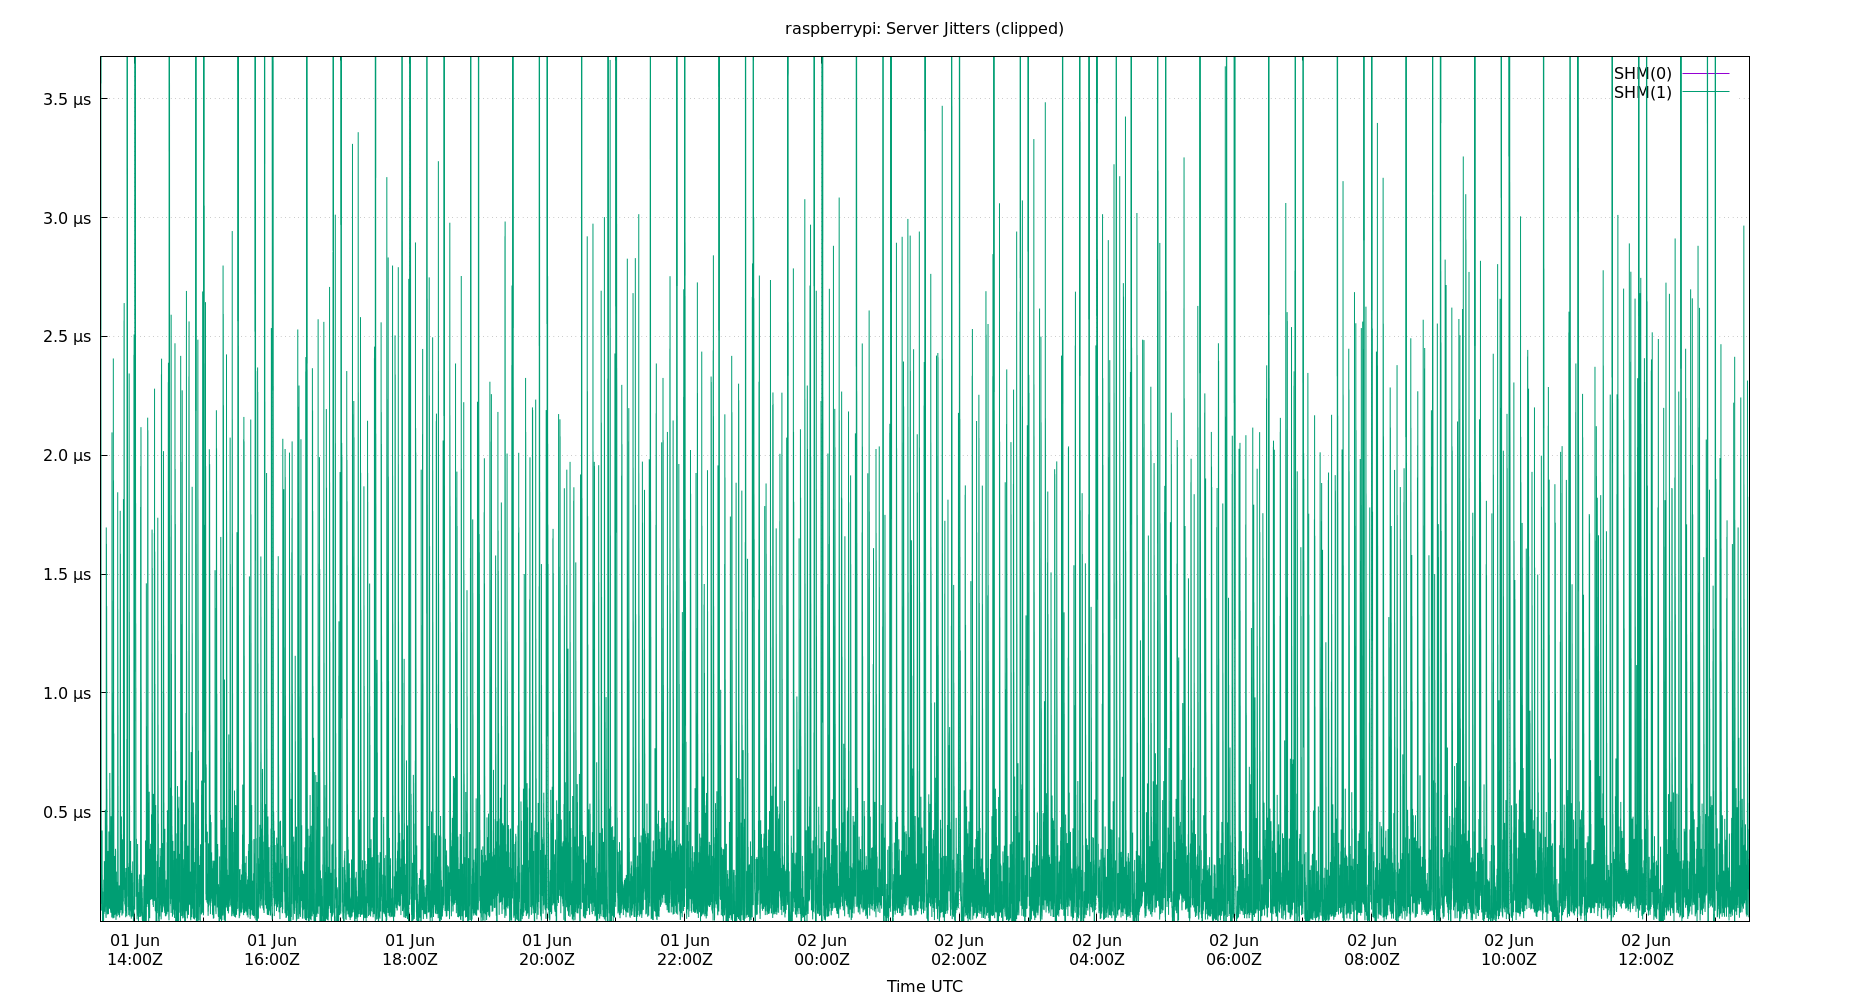 raspberrypi: Server Jitters (clipped)
SHM(0)
SHM(1)
3.5 µs
3.0 µs
2.5 µs
2.0 µs
1.5 µs
1.0 µs
0.5 µs
01 Jun 01 Jun 01 Jun 01 Jun 01 Jun 02 Jun 02 Jun 02 Jun 02 Jun 02 Jun 02 Jun 02 Jun
14:00Z 16:00Z 18:00Z 20:00Z 22:00Z 00:00Z 02:00Z 04:00Z 06:00Z 08:00Z 10:00Z 12:00Z
Time UTC